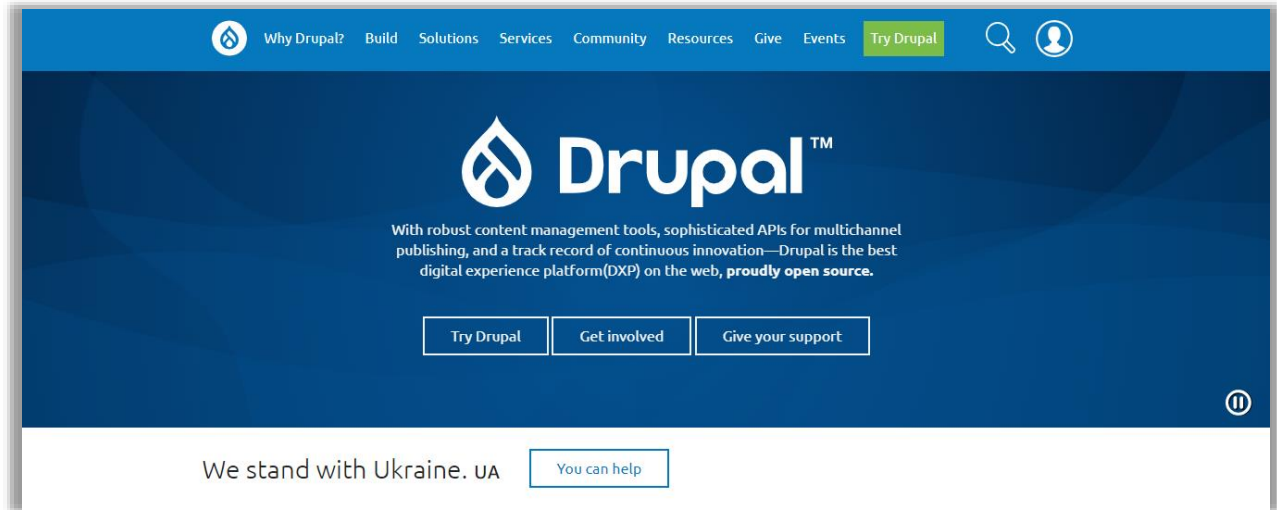 Why Drupal? Build Solutions Services Community Resources Give Events Try Drupal
Drupal™
With robust content management tools, sophisticated APIs for multichannel
publishing, and a track record of continuous innovation—Drupal is the best
digital experience platform(DXP) on the web, proudly open source.
Try Drupal Get involved Give your support
We stand with Ukraine. UA You can help